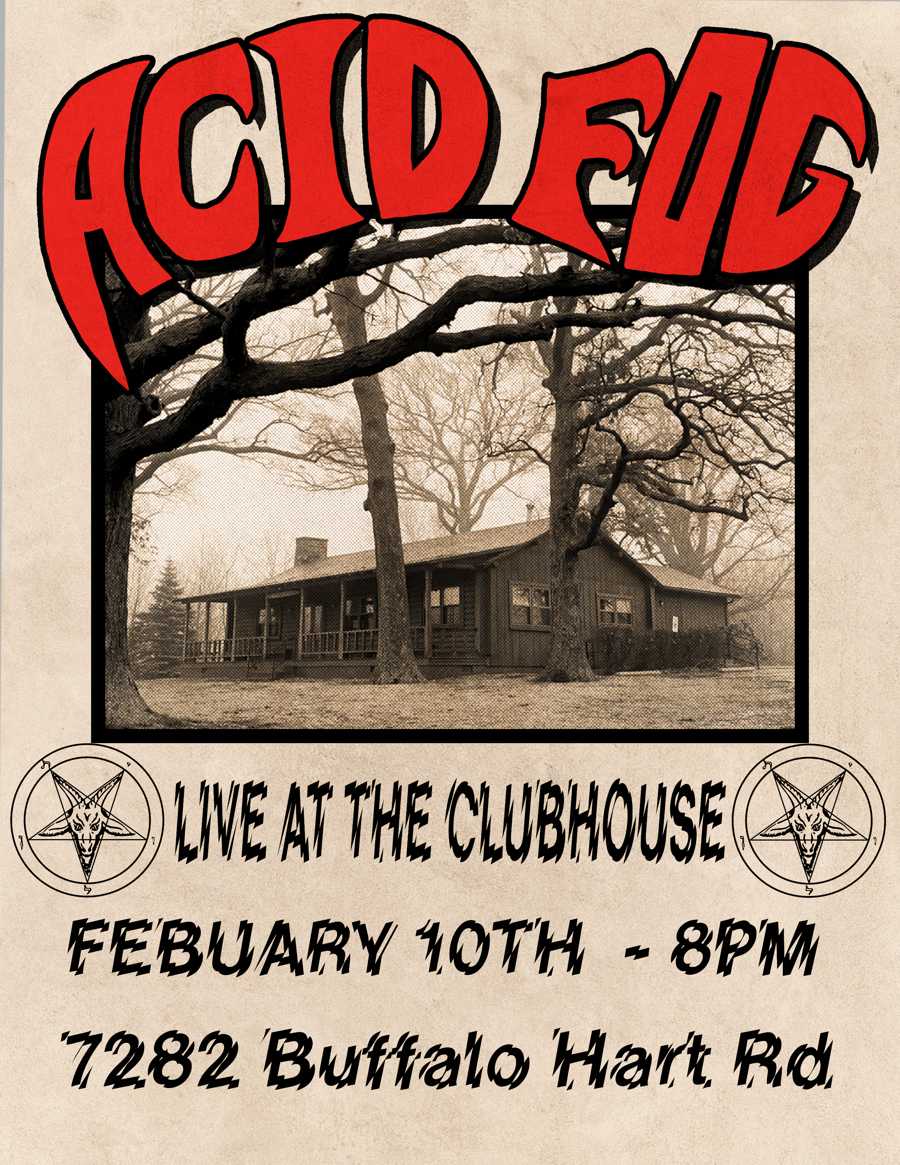 ACID FOG
LIVE AT THE CLUBHOUSE
FEBUARY 10TH - 8PM
7282 Buffalo Hart Rd